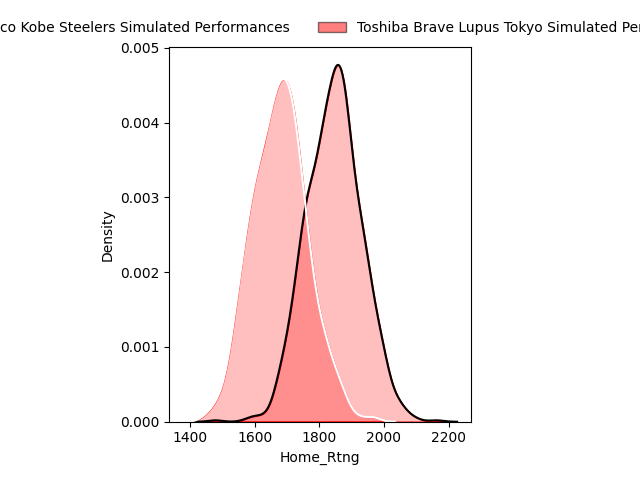 co Kobe Steelers Simulated Performances
Toshiba Brave Lupus Tokyo Simulated
0.005
0.004
0.003
0.002
0.001
0.000
Density
1400 1600 1800 2000 2200
Home_Rtng